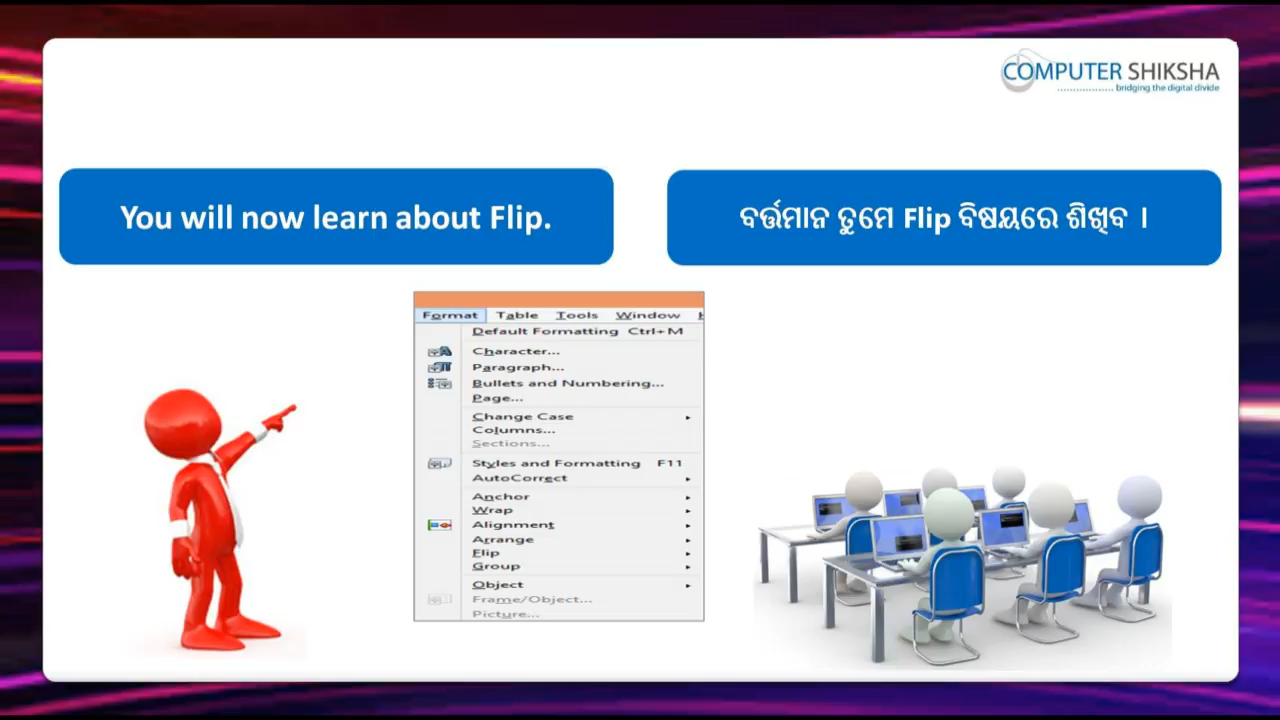 COMPUTER SHIKSHA
bridging the digital divide
You will now learn about Flip.
ବର୍ତ୍ତମାନ ତୁମେ Flip ବିଷୟରେ ଶିଖିବ ।
Format Table Tools Window
Default Formatting Ctrl+M
Character...
Paragraph...
Bullets and Numbering...
Page...
Change Case
Columns...
Sections...
Styles and Formatting F11
AutoCorrect
Anchor
Wrap
Alignment
Arrange
Flip
Group
Object
Frame/Object...
Picture...